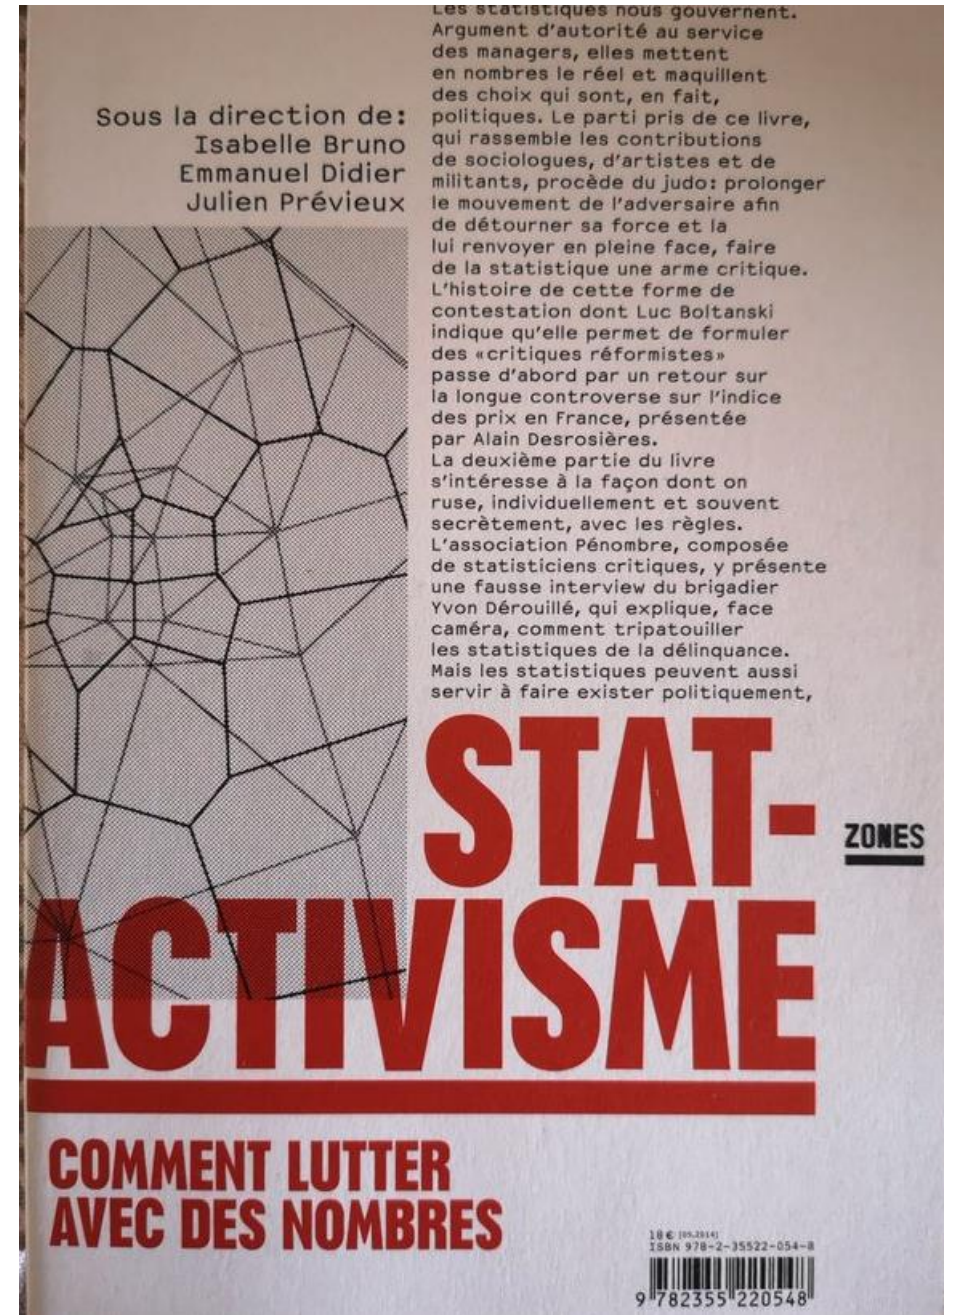 Sous la direction de:
Isabelle Bruno
Emmanuel Didier
Julien Prévieux
Les statistiques nous gouvernent.
Argument d'autorité au service
des managers, elles mettent
en nombres le réel et maquillent
des choix qui sont, en fait,
politiques. Le parti pris de ce livre,
qui rassemble les contributions
de sociologues, d'artistes et de
militants, procède du judo: prolonger
le mouvement de l'adversaire afin
de détourner sa force et la
lui renvoyer en pleine face, faire
de la statistique une arme critique.
L'histoire de cette forme de
contestation dont Luc Boltanski
indique qu'elle permet de formuler
des «critiques réformistes»
passe d'abord par un retour sur
la longue controverse sur l'indice
des prix en France, présentée
par Alain Desrosières.
La deuxième partie du livre
s'intéresse à la façon dont on
ruse, individuellement et souvent
secrètement, avec les règles.
L'association Pénombre, composée
de statisticiens critiques, y présente
une fausse interview du brigadier
Yvon Dérouillé, qui explique, face
caméra, comment tripatouiller
les statistiques de la délinquance.
Mais les statistiques peuvent aussi
servir à faire exister politiquement,
STAT-
ACTIVISME
ZONES
COMMENT LUTTER
AVEC DES NOMBRES
18 € [05.2014]
ISBN 978-2-35522-054-8
9 782355 220548